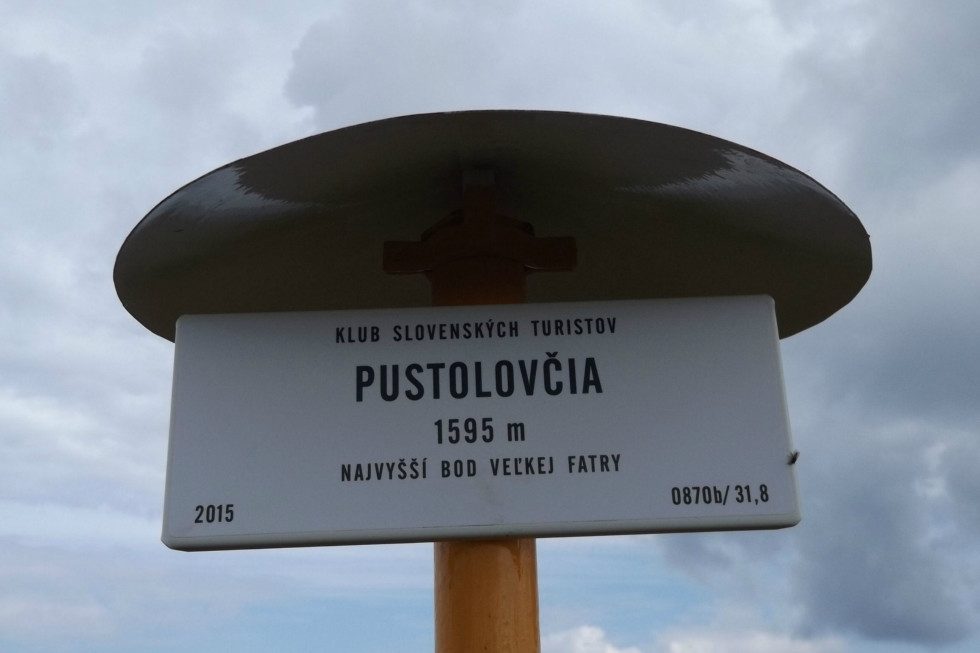 KLUB SLOVENSKÝCH TURISTOV
PUSTOLOVČIA
1595 m
NAJVYŠŠÍ BOD VEĽKEJ FATRY
2015
0870b/31,8